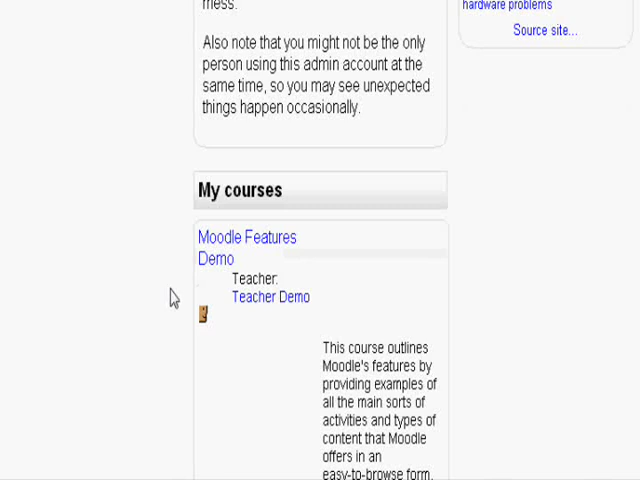 mess.
Also note that you might not be the only
person using this admin account at the
same time, so you may see unexpected
things happen occasionally.
My courses
Moodle Features
Demo
Teacher:
Teacher Demo
This course outlines
Moodle's features by
providing examples of
all the main sorts of
activities and types of
content that Moodle
offers in an
easy-to-browse form.
hardware problems
Source site...